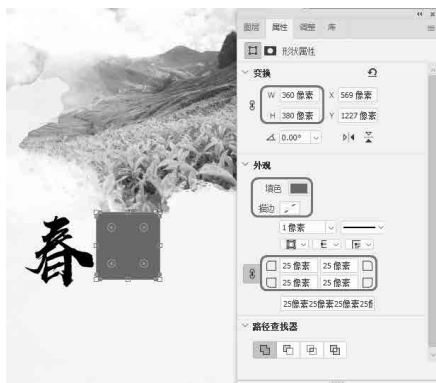 图层 属性 调整 库
形状属性
变换
W 360 像素 X 569 像素
H 380 像素 Y 1227 像素
0.00°
外观
填色
描边
1 像素
25 像素 25 像素
25 像素 25 像素
25像素25像素25像素25
路径查找器
春